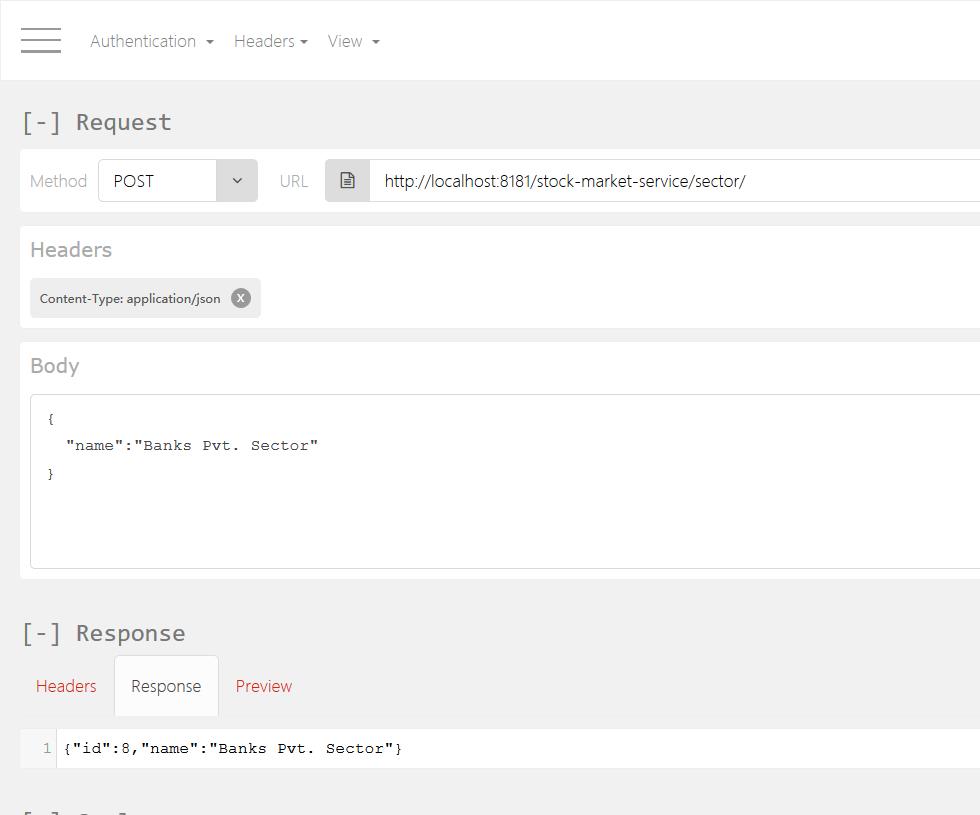 Authentication Headers View
[-] Request
Method POST URL http://localhost:8181/stock-market-service/sector/
Headers
Content-Type: application/json X
Body
{
"name":"Banks Pvt. Sector"
}
[-] Response
Headers Response Preview
1 {"id":8,"name":"Banks Pvt. Sector"}